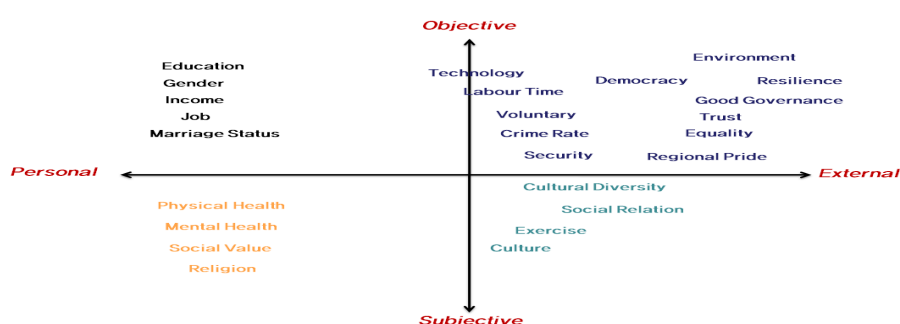 Objective
Environment
Education
Technology
Democracy
Resilience
Gender
Labour Time
Income
Good Governance
Job
Voluntary
Trust
Marriage Status
Crime Rate
Equality
Security
Regional Pride
Personal
External
Cultural Diversity
Physical Health
Social Relation
Mental Health
Exercise
Social Value
Culture
Religion
Subjective